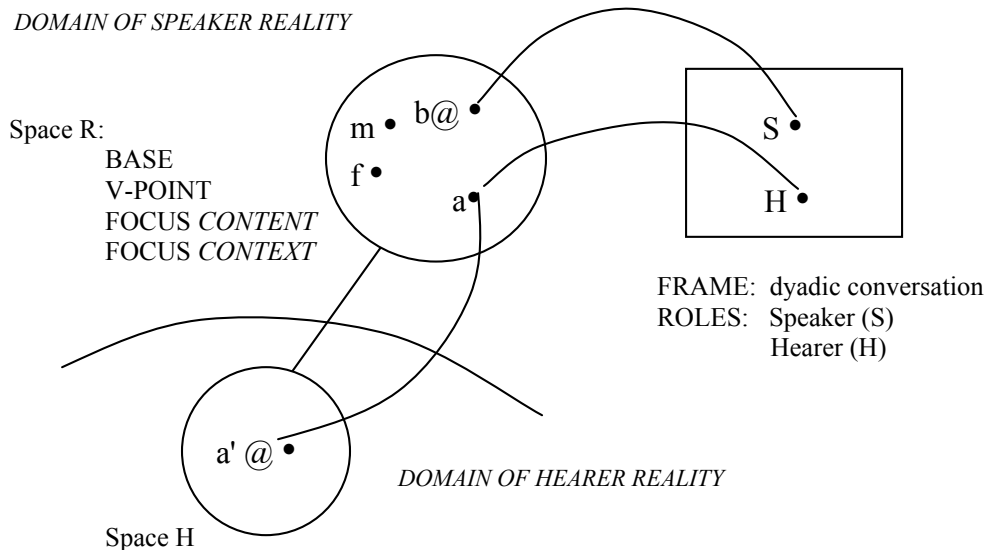 DOMAIN OF SPEAKER REALITY
Space R:
BASE
V-POINT
FOCUS CONTENT
FOCUS CONTEXT
b@
m
f
a
S
H
FRAME: dyadic conversation
ROLES: Speaker (S)
Hearer (H)
a' @
DOMAIN OF HEARER REALITY
Space H